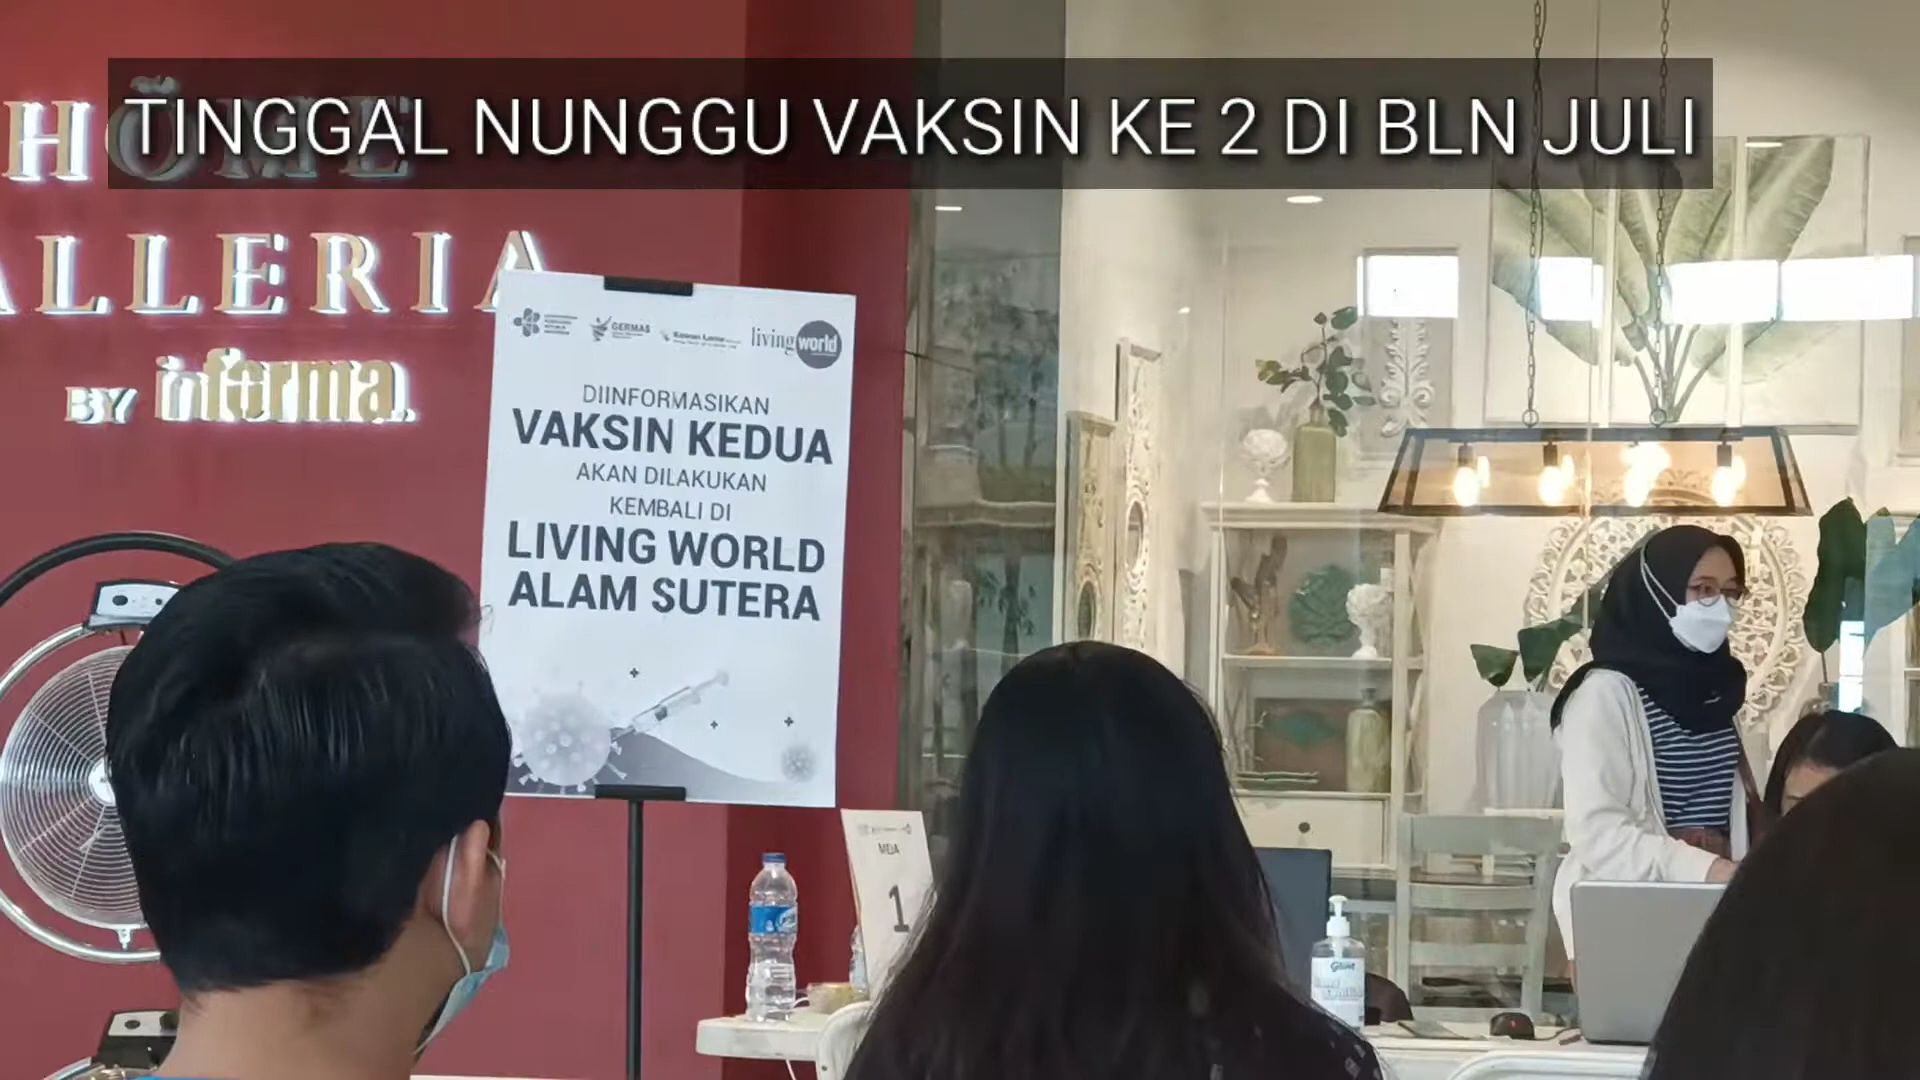 TINGGAL NUNGGU VAKSIN KE 2 DI BLN JULI
HOME
ALLERIA
BY informa
GERMAS
living world
DIINFORMASIKAN
VAKSIN KEDUA
AKAN DILAKUKAN
KEMBALI DI
LIVING WORLD
ALAM SUTERA
MEJA
1